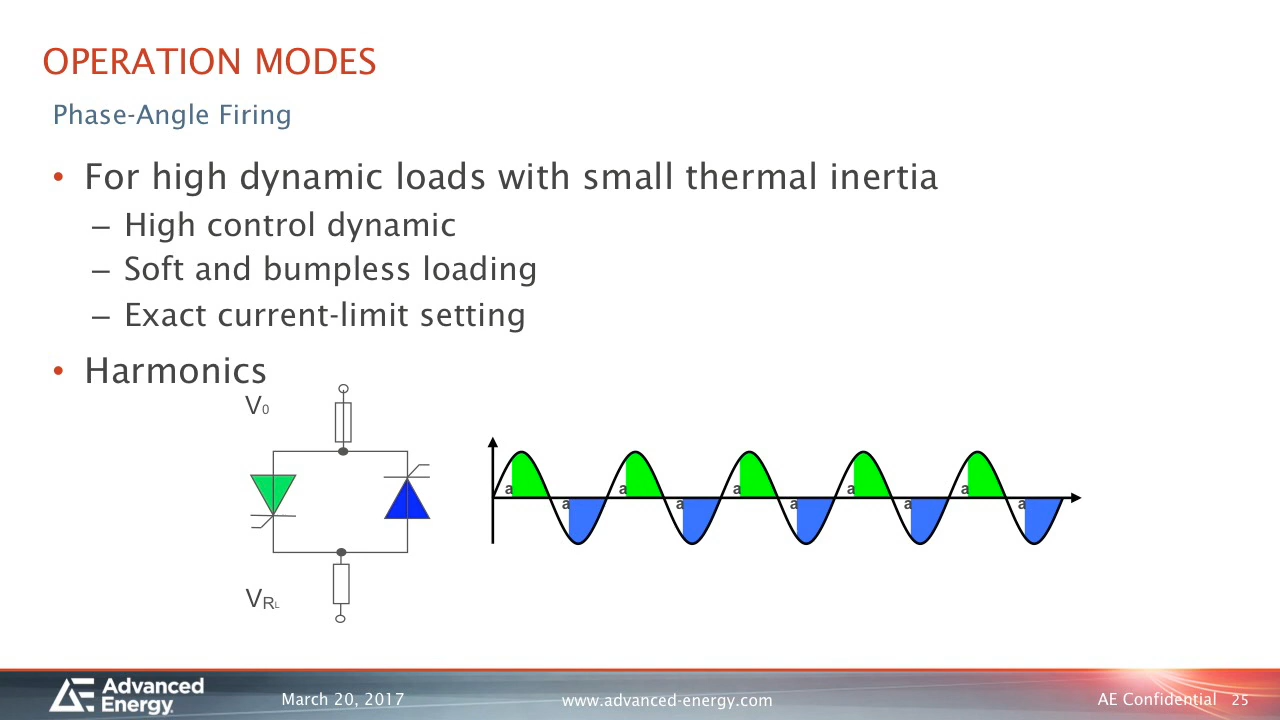 OPERATION MODES
Phase-Angle Firing
• For high dynamic loads with small thermal inertia
– High control dynamic
– Soft and bumpless loading
– Exact current-limit setting
• Harmonics
V0
a a a a a
a a a a a
VRL
Advanced
Energy
March 20, 2017 www.advanced-energy.com AE Confidential 25